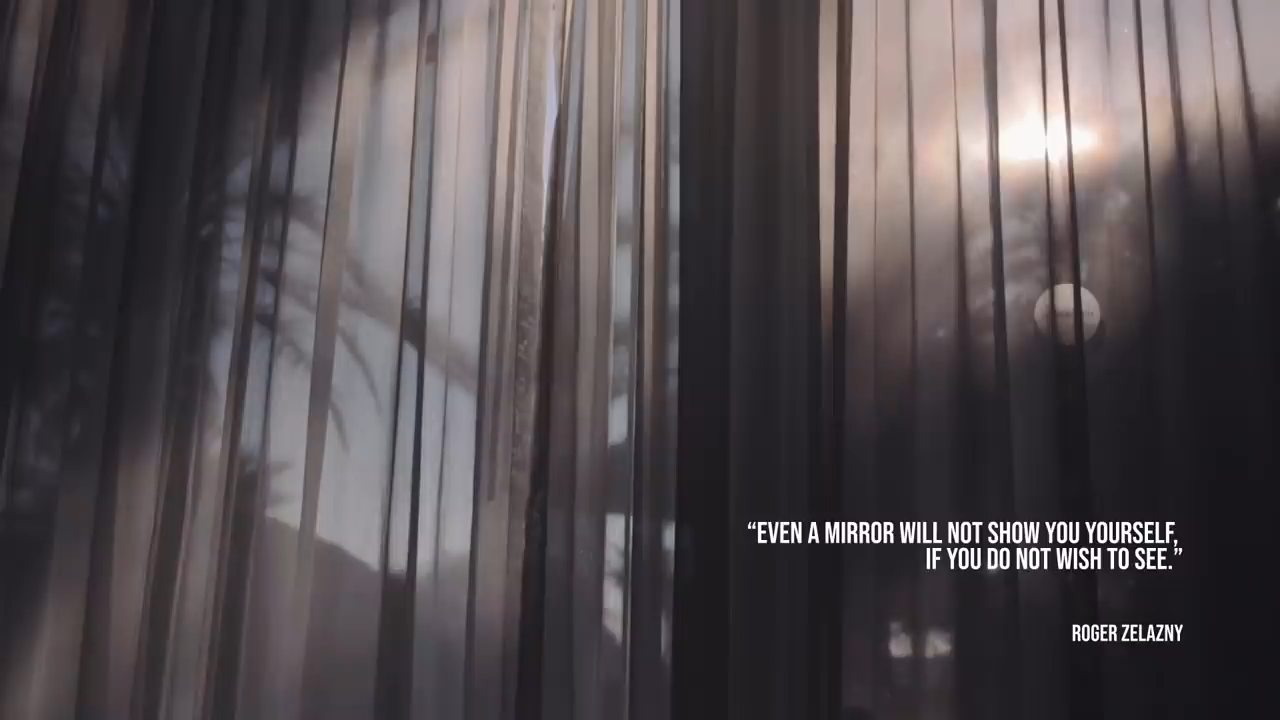 “EVEN A MIRROR WILL NOT SHOW YOU YOURSELF,
IF YOU DO NOT WISH TO SEE.”
ROGER ZELAZNY